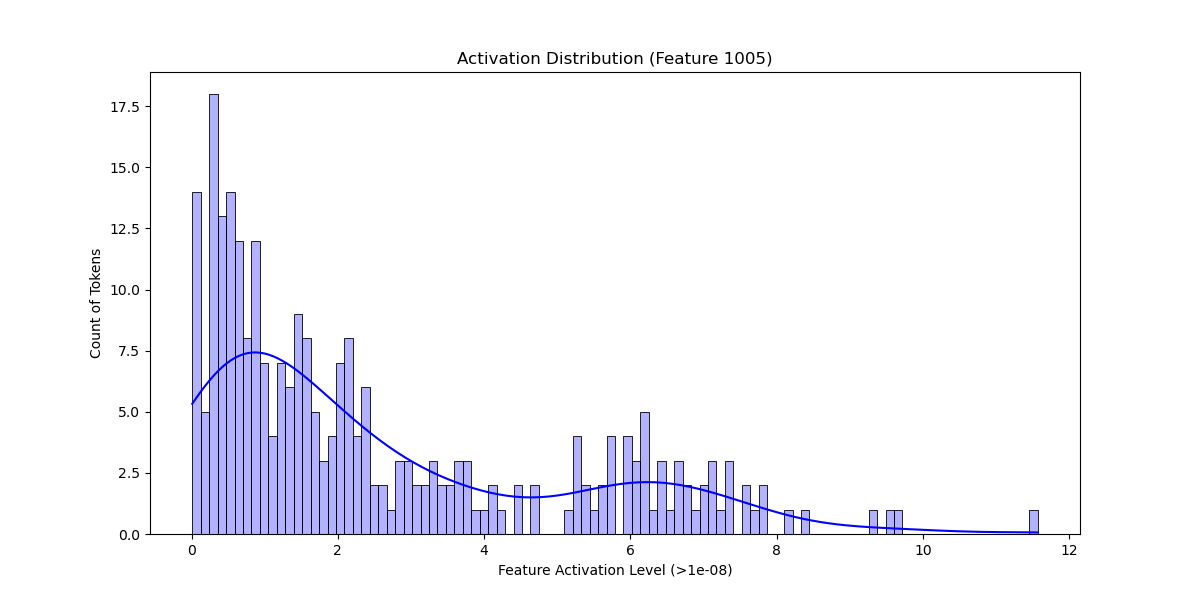 Activation Distribution (Feature 1005)
17.5
15.0
12.5
10.0
7.5
5.0
2.5
0.0
Count of Tokens
0 2 4 6 8 10 12
Feature Activation Level (>1e-08)